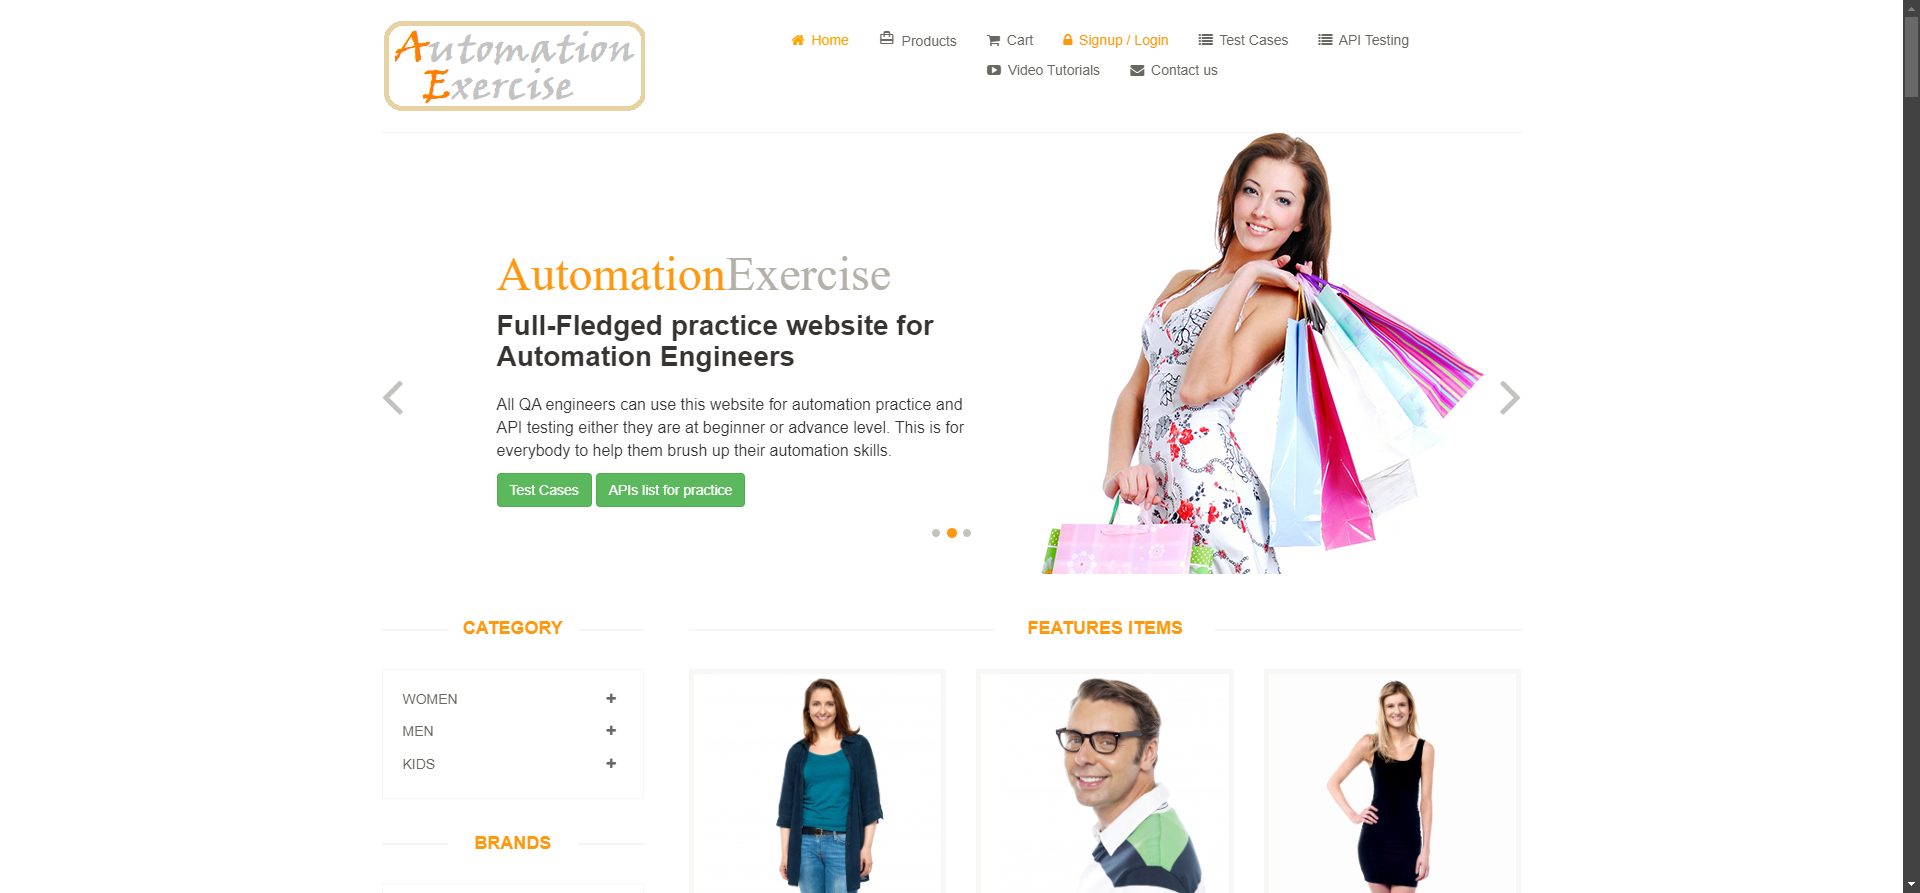 Automation
Exercise
Home
Products
Cart
Signup / Login
Test Cases
API Testing
Video Tutorials
Contact us
AutomationExercise
Full-Fledged practice website for
Automation Engineers
All QA engineers can use this website for automation practice and
API testing either they are at beginner or advance level. This is for
everybody to help them brush up their automation skills.
Test Cases
APIs list for practice
CATEGORY
WOMEN
MEN
KIDS
BRANDS
FEATURES ITEMS